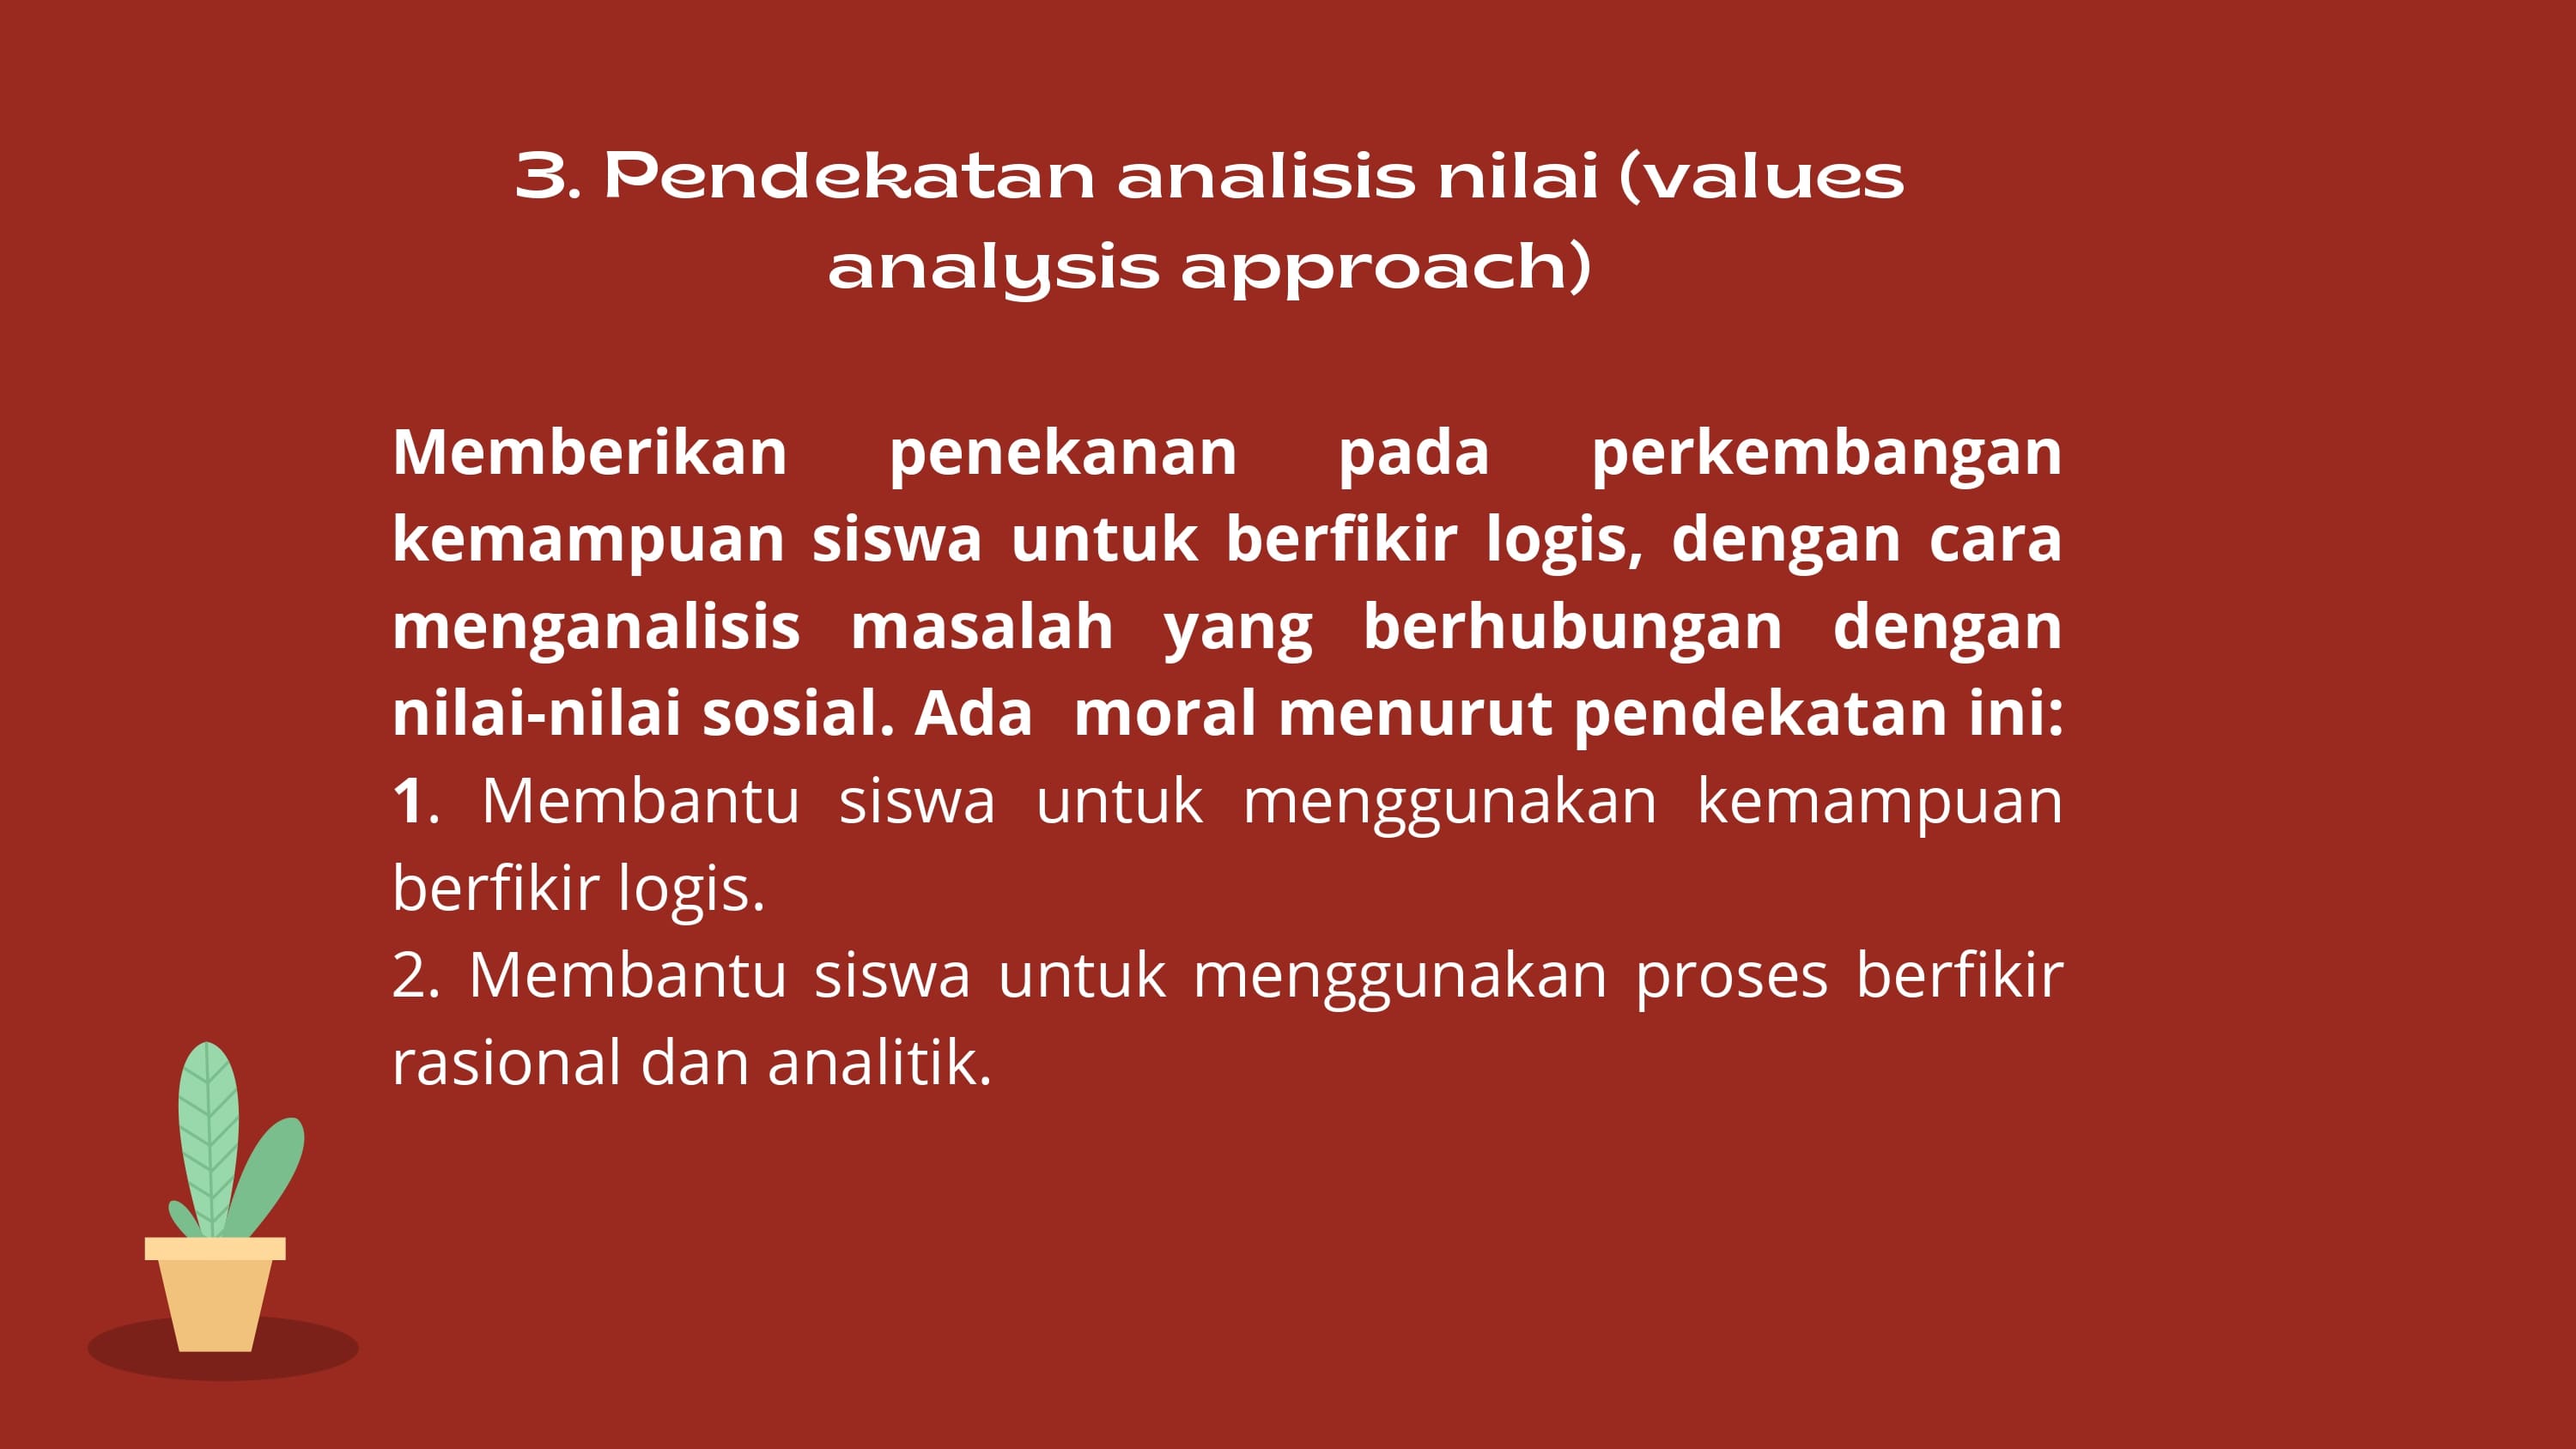 3. Pendekatan analisis nilai (values
analysis approach)
Memberikan penekanan pada perkembangan
kemampuan siswa untuk berfikir logis, dengan cara
menganalisis masalah yang berhubungan dengan
nilai-nilai sosial. Ada  moral menurut pendekatan ini:
1. Membantu siswa untuk menggunakan kemampuan
berfikir logis.
2. Membantu siswa untuk menggunakan proses berfikir
rasional dan analitik.